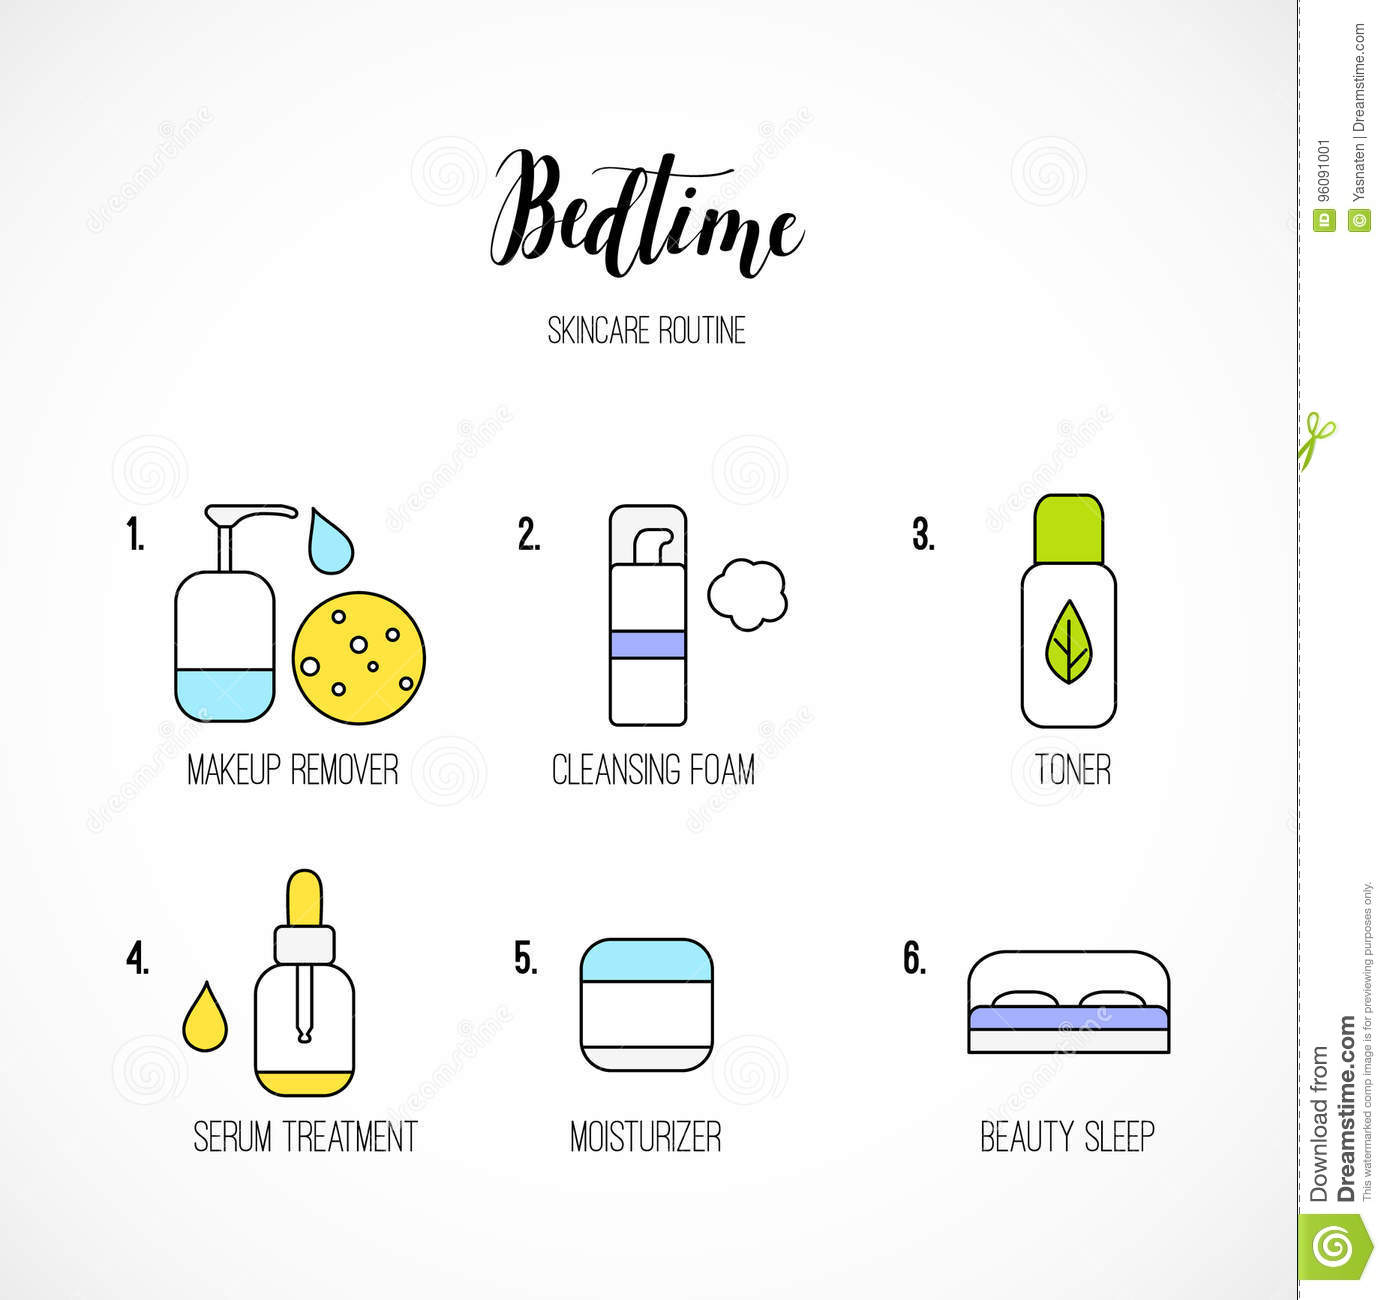 Bedtime
SKINCARE ROUTINE
1.
2.
3.
MAKEUP REMOVER
CLEANSING FOAM
TONER
4.
5.
6.
SERUM TREATMENT
MOISTURIZER
BEAUTY SLEEP
dreamstime
ID 96091001
© Yasnaten | Dreamstime.com
Download from
Dreamstime.com
This watermarked comp image is for previewing purposes only.